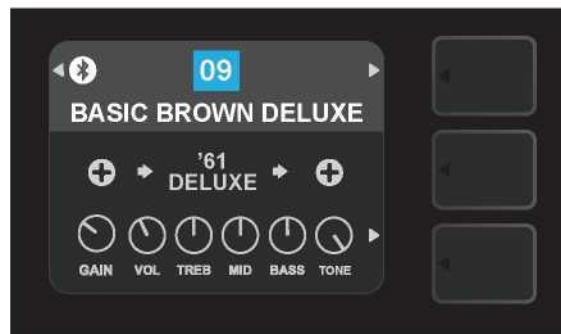 09
BASIC BROWN DELUXE
'61
DELUXE
GAIN VOL TREB MID BASS TONE